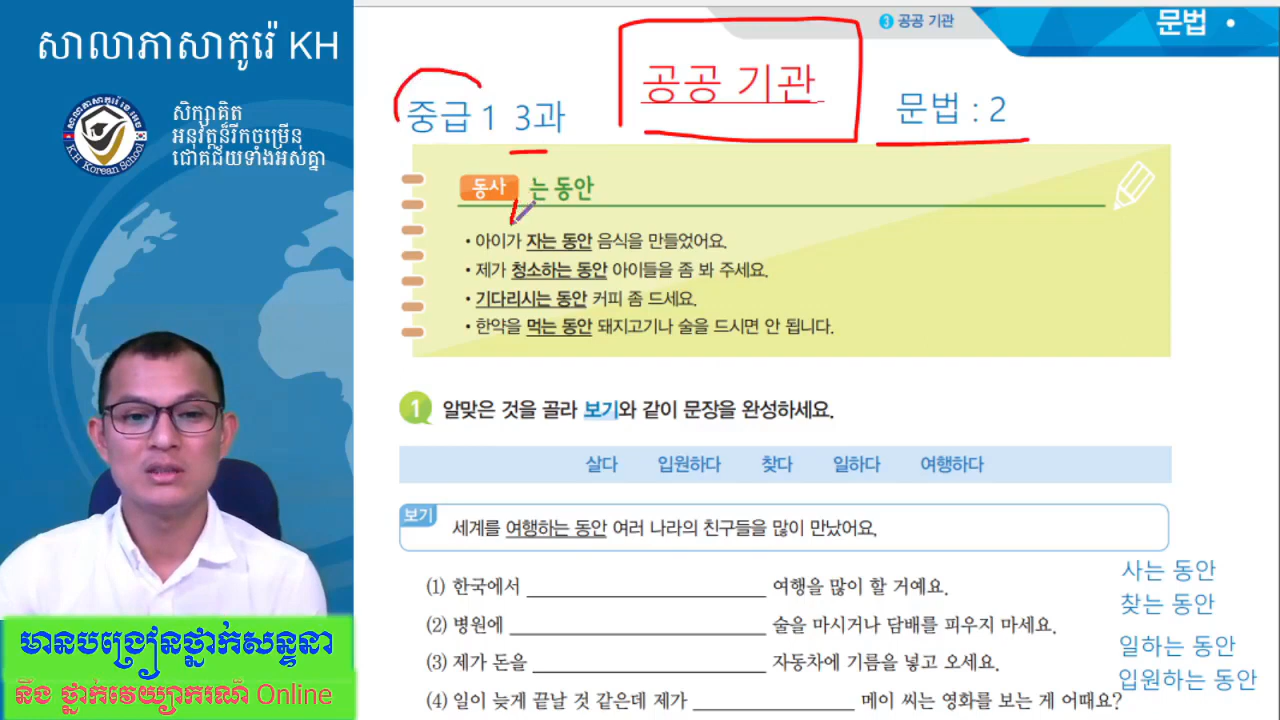 សាលាភាសាកូរ៉េ KH
សិក្សាគិត
អនុវត្តន៍រីកចម្រើន
ជោគជ័យទាំងអស់គ្នា
KH Korean School
មានបង្រៀនថ្នាក់សន្ទនា
និង ថ្នាក់វេយ្យាករណ៍ Online
3 공공 기관
문법 •
중급 1 3과
공공 기관
문법 : 2
동사 는 동안
• 아이가 자는 동안 음식을 만들었어요.
• 제가 청소하는 동안 아이들을 좀 봐 주세요.
• 기다리시는 동안 커피 좀 드세요.
• 한약을 먹는 동안 돼지고기나 술을 드시면 안 됩니다.
1 알맞은 것을 골라 보기와 같이 문장을 완성하세요.
살다 입원하다 찾다 일하다 여행하다
보기
세계를 여행하는 동안 여러 나라의 친구들을 많이 만났어요.
(1) 한국에서 여행을 많이 할 거예요.
(2) 병원에 술을 마시거나 담배를 피우지 마세요.
(3) 제가 돈을 자동차에 기름을 넣고 오세요.
(4) 일이 늦게 끝날 것 같은데 제가 메이 씨는 영화를 보는 게 어때요?
사는 동안
찾는 동안
일하는 동안
입원하는 동안